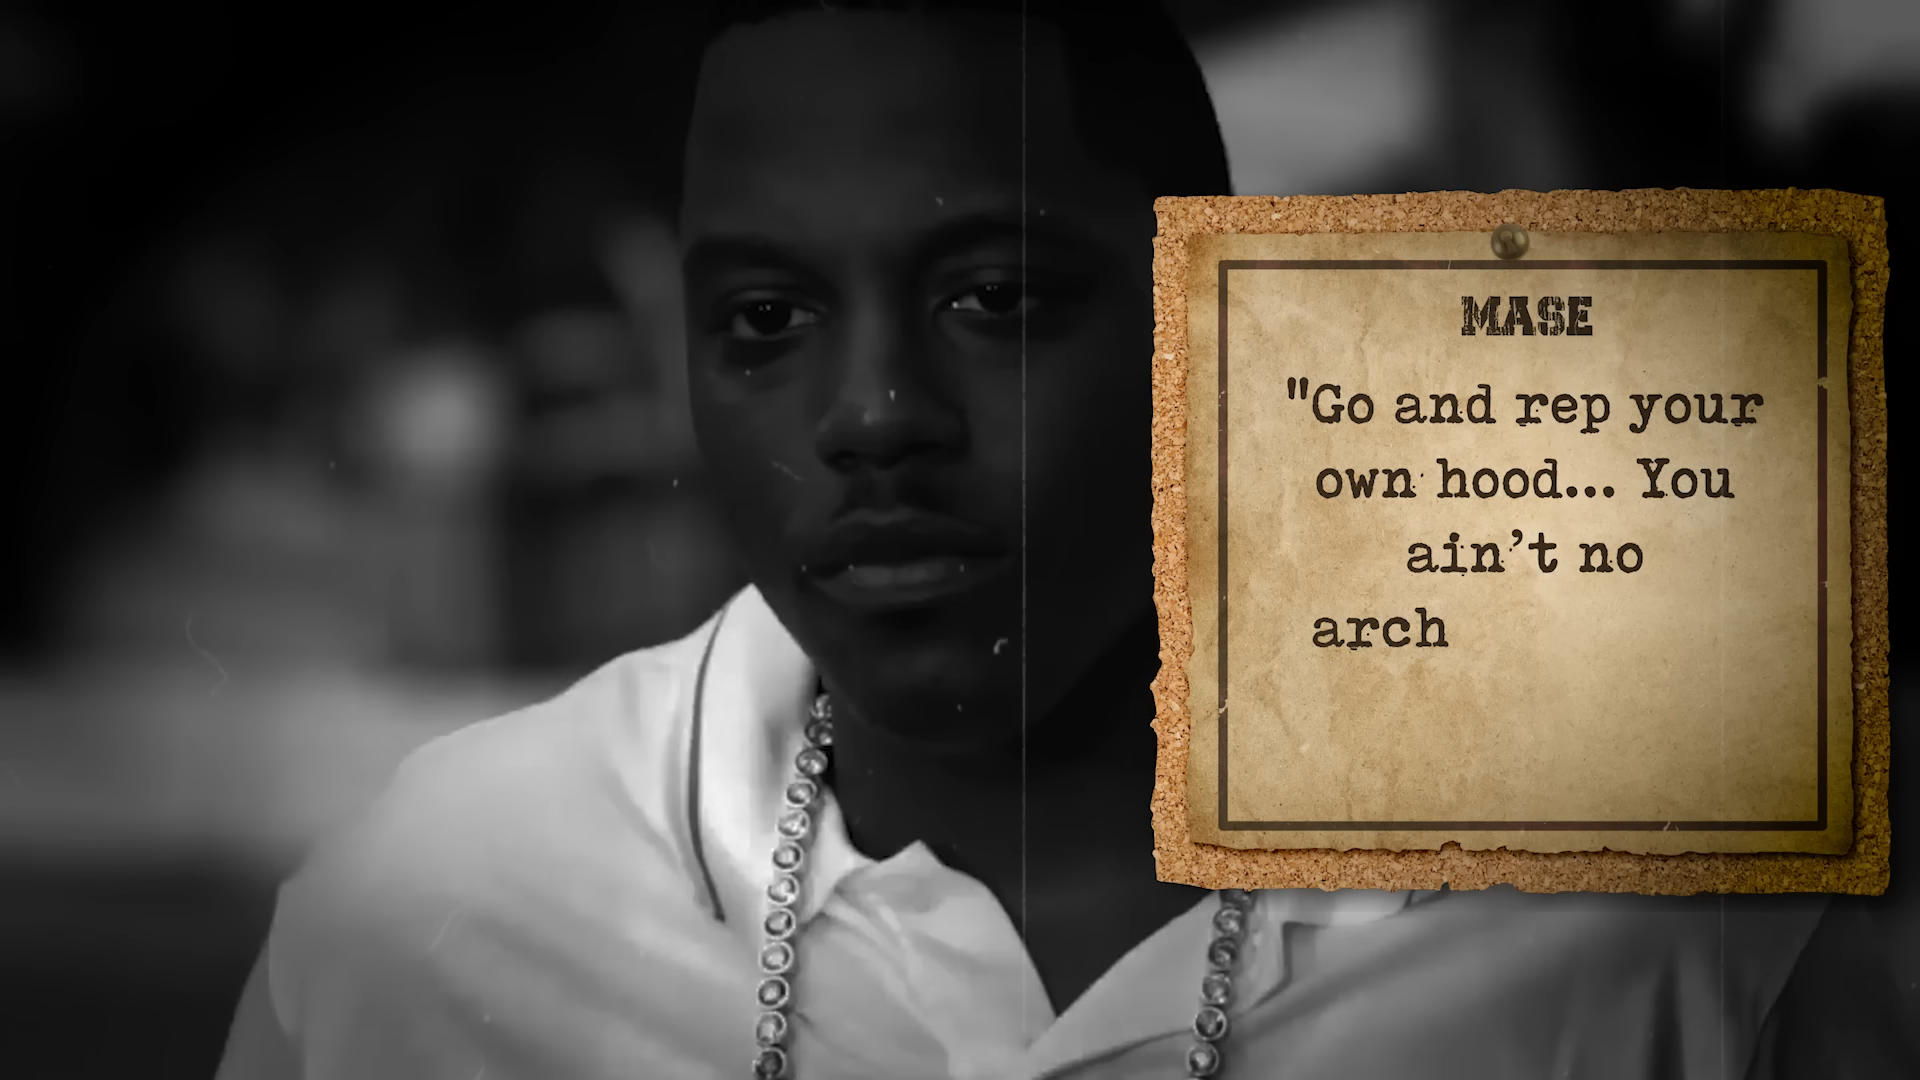 MASE
"Go and rep your
own hood... You
ain’t no
arch